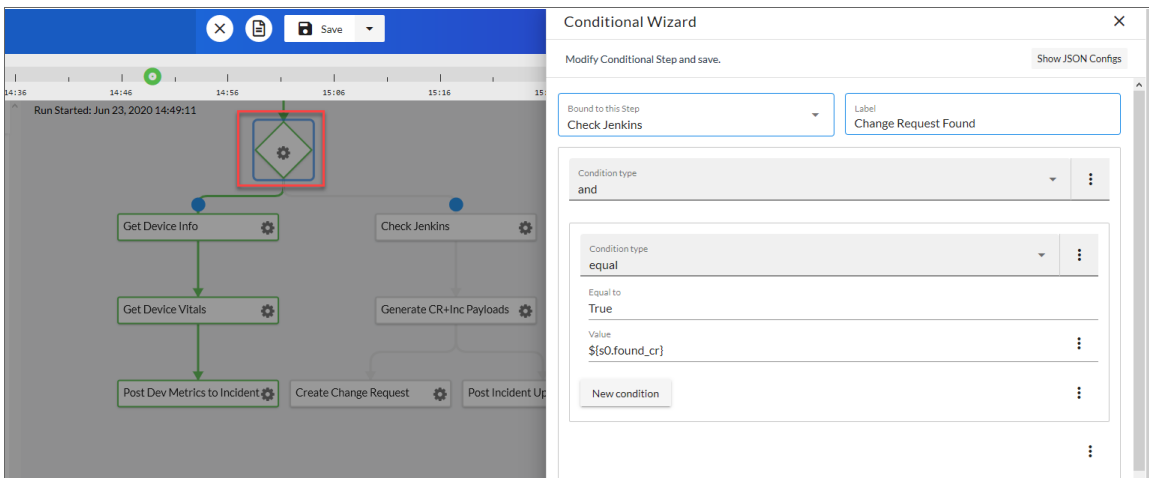 Save
Conditional Wizard
Modify Conditional Step and save.
Show JSON Configs
14:36
14:46
14:56
15:06
15:16
15:
Run Started: Jun 23, 2020 14:49:11
Bound to this Step
Check Jenkins
Label
Change Request Found
Condition type
and
Get Device Info
Check Jenkins
Condition type
equal
Equal to
True
Get Device Vitals
Generate CR+Inc Payloads
Value
${s0.found_cr}
Post Dev Metrics to Incident
Create Change Request
Post Incident Up
New condition